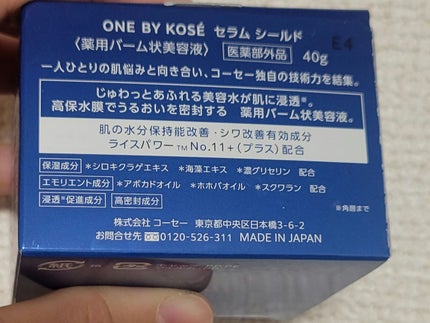 ONE BY KOSÉ セラム シールド
〈薬用バーム状美容液〉 医薬部外品 40g
E4
一人ひとりの肌悩みと向き合い、コーセー独自の技術力を結集。
じゅわっとあふれる美容水が肌に浸透※。
高保水膜でうるおいを密封する 薬用バーム状美容液。
肌の水分保持能改善・シワ改善有効成分
ライスパワー™No.11+(プラス)配合
保湿成分 *シロキクラゲエキス *海藻エキス *濃グリセリン 配合
エモリエント成分 *アボカドオイル *ホホバオイル *スクワラン 配合
浸透※促進成分 高密封成分
※角層まで
株式会社 コーセー 東京都中央区日本橋3-6-2
お問合せ先 0120-526-311 MADE IN JAPAN